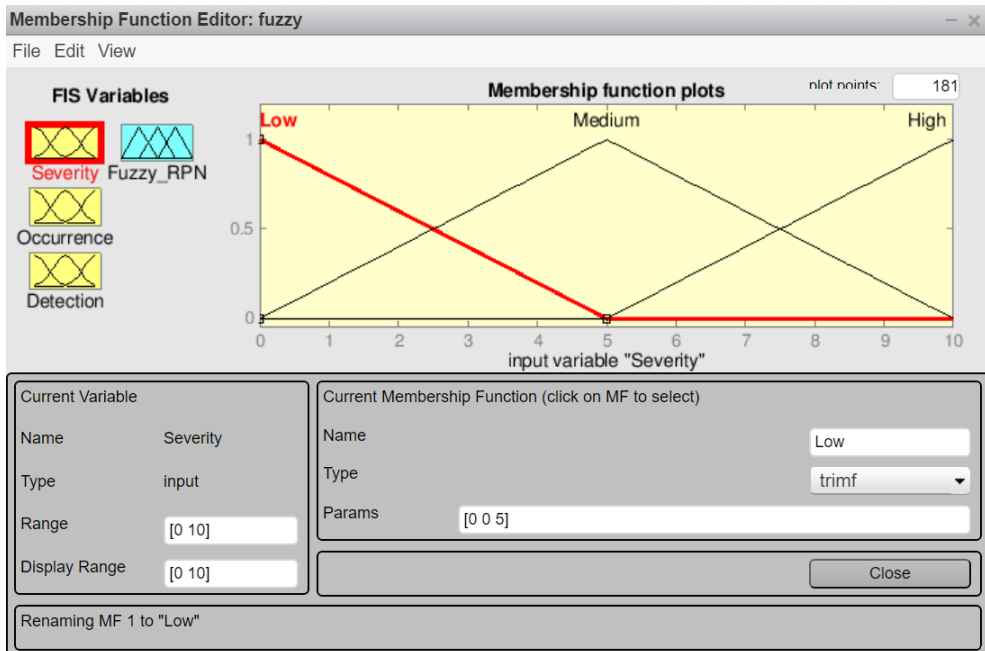 Membership Function Editor: fuzzy
File Edit View
FIS Variables
Severity Fuzzy_RPN
Occurrence
Detection
Membership function plots
plot points: 181
Low Medium High
1
0.5
0
0 1 2 3 4 5 6 7 8 9 10
input variable "Severity"
Current Variable
Name Severity
Type input
Range [0 10]
Display Range [0 10]
Current Membership Function (click on MF to select)
Name Low
Type trimf
Params [0 0 5]
Close
Renaming MF 1 to "Low"